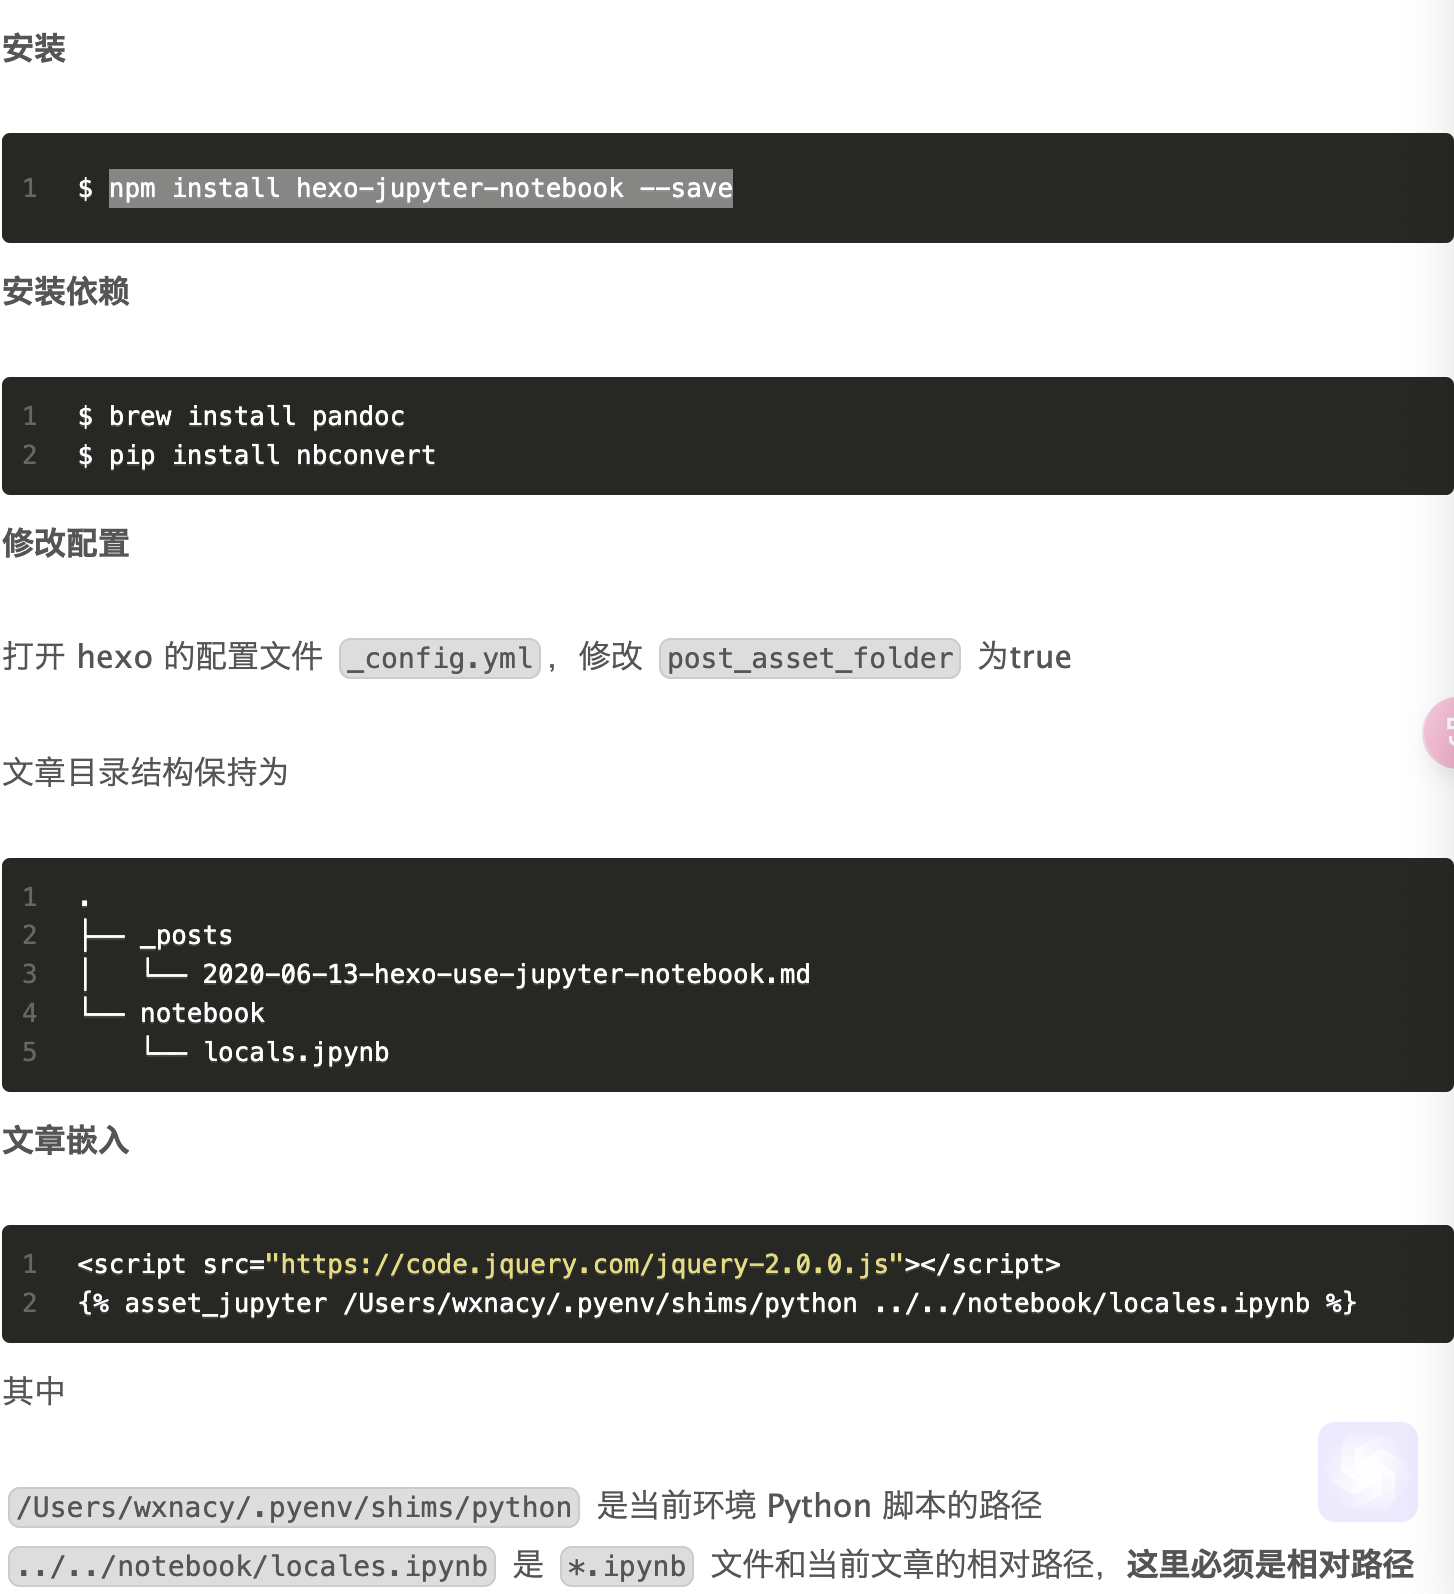 安装
1 $ npm install hexo-jupyter-notebook --save
安装依赖
1 $ brew install pandoc
2 $ pip install nbconvert
修改配置
打开 hexo 的配置文件 _config.yml，修改 post_asset_folder 为true
文章目录结构保持为
1 .
2 ├── _posts
3 │   └── 2020-06-13-hexo-use-jupyter-notebook.md
4 └── notebook
5     └── locals.jpynb
文章嵌入
1 <script src="https://code.jquery.com/jquery-2.0.0.js"></script>
2 {% asset_jupyter /Users/wxnacy/.pyenv/shims/python ../../notebook/locales.ipynb %}
其中
/Users/wxnacy/.pyenv/shims/python 是当前环境 Python 脚本的路径
../../notebook/locales.ipynb 是 *.ipynb 文件和当前文章的相对路径，这里必须是相对路径